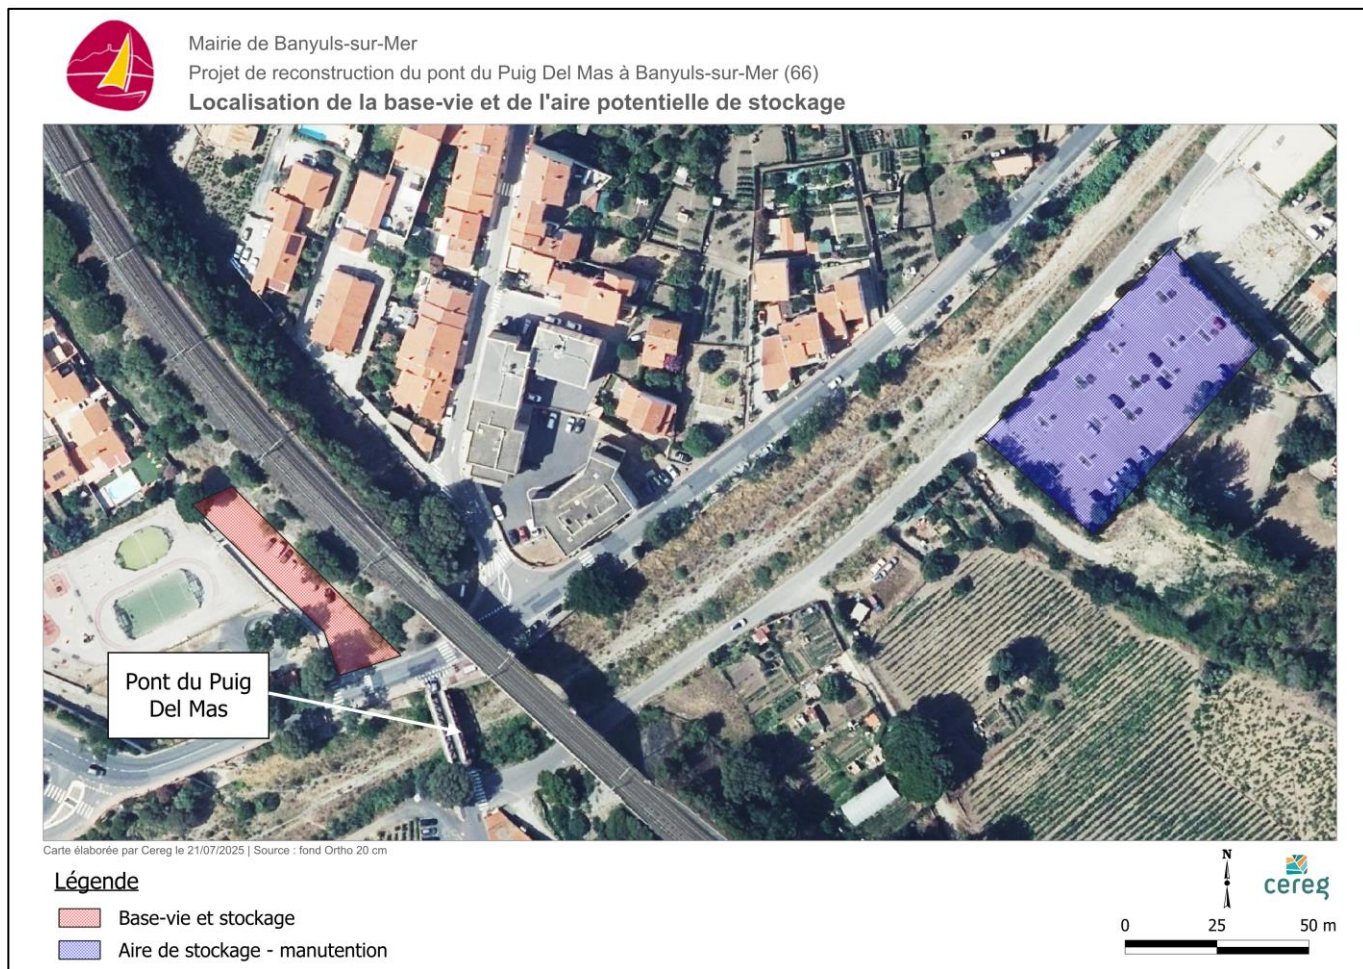 Mairie de Banyuls-sur-Mer
Projet de reconstruction du pont du Puig Del Mas à Banyuls-sur-Mer (66)
Localisation de la base-vie et de l'aire potentielle de stockage
Pont du Puig
Del Mas
Carte élaborée par Cereg le 21/07/2025 | Source : fond Ortho 20 cm
Légende
Base-vie et stockage
Aire de stockage - manutention
N
cereg
0 25 50 m